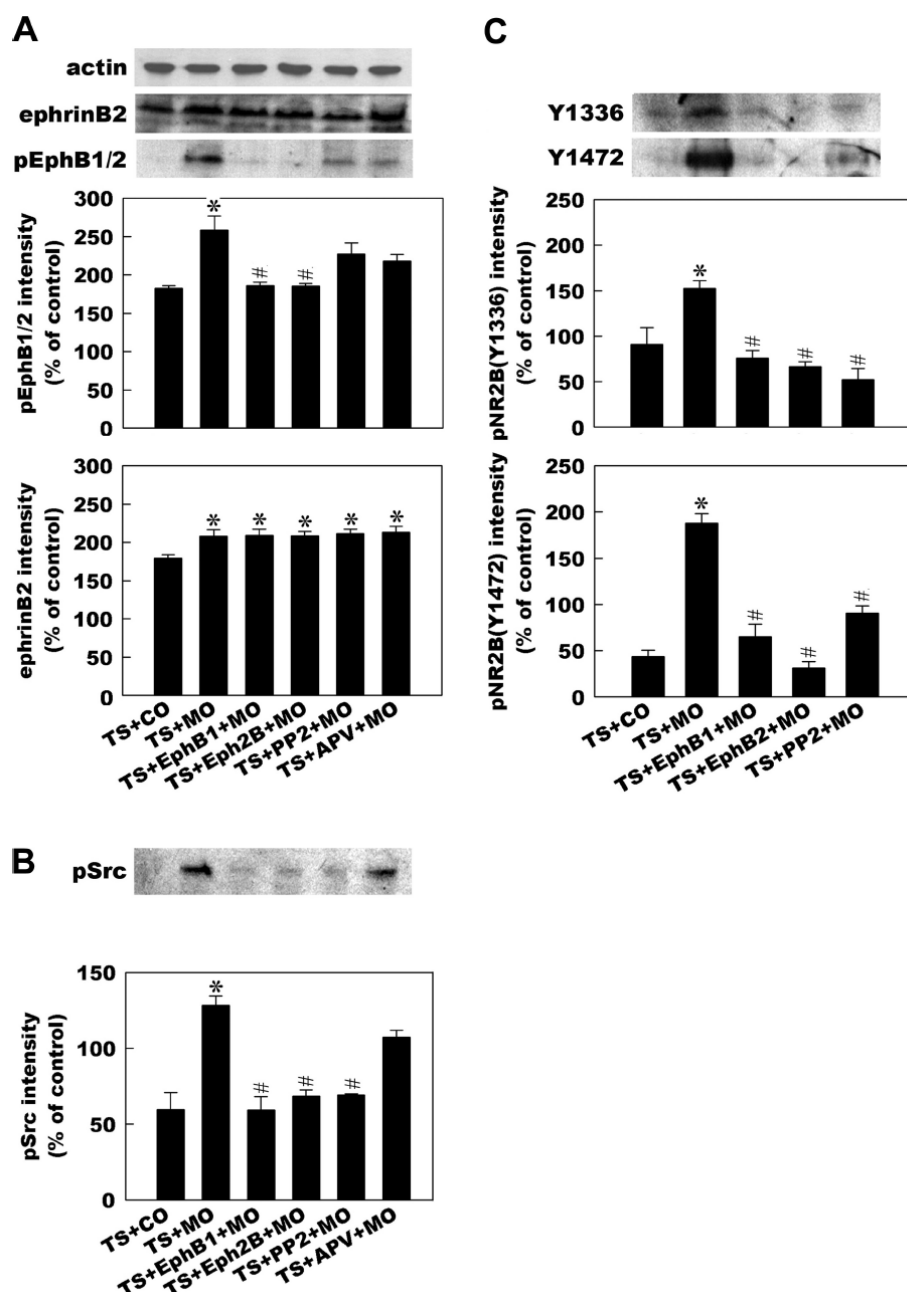 A
actin
ephrinB2
pEphB1/2
pEphB1/2 intensity
(% of control)
300
250
200
150
100
50
0
*
#
#
ephrinB2 intensity
(% of control)
300
250
200
150
100
50
0
*
*
*
*
*
TS+CO
TS+MO
TS+EphB1+MO
TS+Eph2B+MO
TS+PP2+MO
TS+APV+MO
B
pSrc
pSrc intensity
(% of control)
150
100
50
0
*
#
#
#
TS+CO
TS+MO
TS+EphB1+MO
TS+Eph2B+MO
TS+PP2+MO
TS+APV+MO
C
Y1336
Y1472
pNR2B(Y1336) intensity
(% of control)
250
200
150
100
50
0
*
#
#
#
pNR2B(Y1472) intensity
(% of control)
250
200
150
100
50
0
*
#
#
#
TS+CO
TS+MO
TS+EphB1+MO
TS+EphB2+MO
TS+PP2+MO